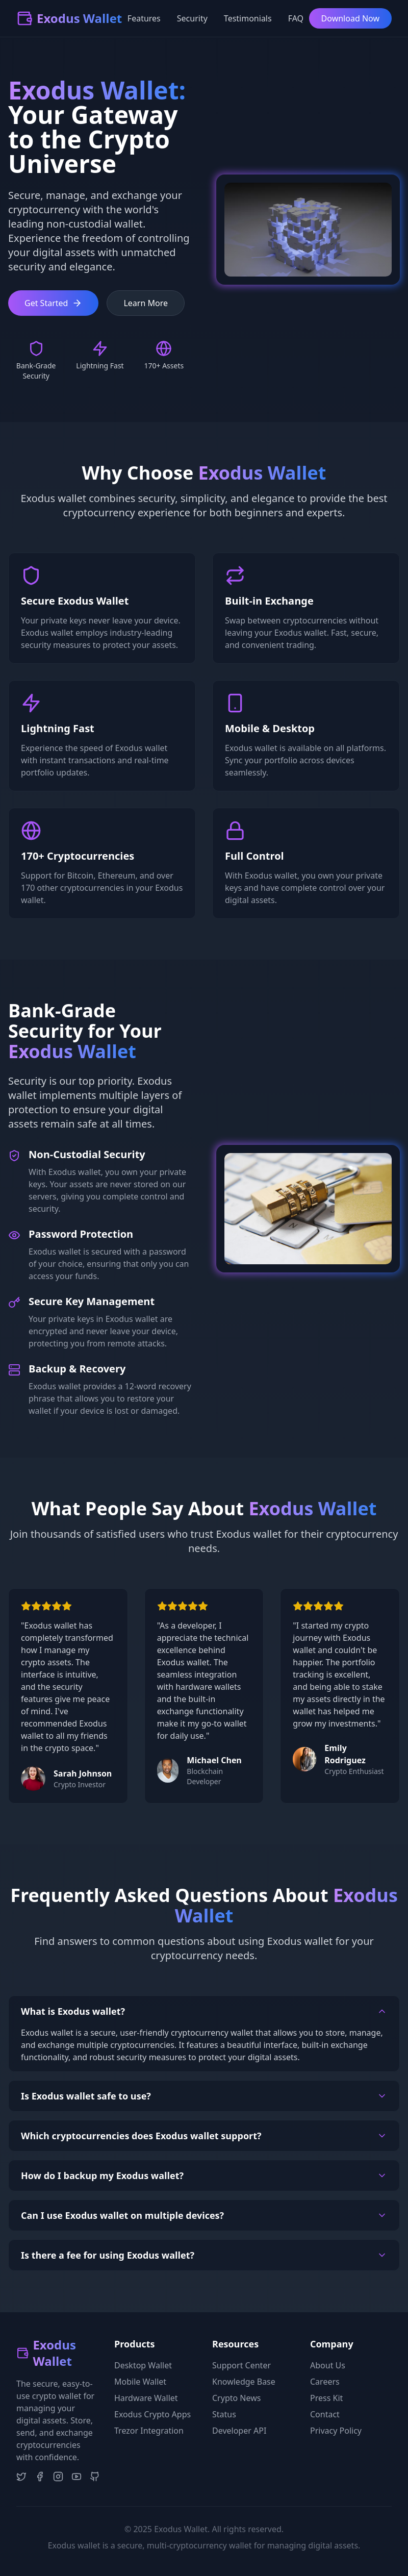 Exodus Wallet
Features
Security
Testimonials
FAQ
Download Now
Exodus Wallet:
Your Gateway
to the Crypto
Universe
Secure, manage, and exchange your
cryptocurrency with the world's
leading non-custodial wallet.
Experience the freedom of controlling
your digital assets with unmatched
security and elegance.
Get Started
Learn More
Bank-Grade
Security
Lightning Fast
170+ Assets
Why Choose Exodus Wallet
Exodus wallet combines security, simplicity, and elegance to provide the best
cryptocurrency experience for both beginners and experts.
Secure Exodus Wallet
Your private keys never leave your device.
Exodus wallet employs industry-leading
security measures to protect your assets.
Built-in Exchange
Swap between cryptocurrencies without
leaving your Exodus wallet. Fast, secure,
and convenient trading.
Lightning Fast
Experience the speed of Exodus wallet
with instant transactions and real-time
portfolio updates.
Mobile & Desktop
Exodus wallet is available on all platforms.
Sync your portfolio across devices
seamlessly.
170+ Cryptocurrencies
Support for Bitcoin, Ethereum, and over
170 other cryptocurrencies in your Exodus
wallet.
Full Control
With Exodus wallet, you own your private
keys and have complete control over your
digital assets.
Bank-Grade
Security for Your
Exodus Wallet
Security is our top priority. Exodus
wallet implements multiple layers of
protection to ensure your digital
assets remain safe at all times.
Non-Custodial Security
With Exodus wallet, you own your private
keys. Your assets are never stored on our
servers, giving you complete control and
security.
Password Protection
Exodus wallet is secured with a password
of your choice, ensuring that only you can
access your funds.
Secure Key Management
Your private keys in Exodus wallet are
encrypted and never leave your device,
protecting you from remote attacks.
Backup & Recovery
Exodus wallet provides a 12-word recovery
phrase that allows you to restore your
wallet if your device is lost or damaged.
What People Say About Exodus Wallet
Join thousands of satisfied users who trust Exodus wallet for their cryptocurrency
needs.
"Exodus wallet has
completely transformed
how I manage my
crypto assets. The
interface is intuitive,
and the security
features give me peace
of mind. I've
recommended Exodus
wallet to all my friends
in the crypto space."
Sarah Johnson
Crypto Investor
"As a developer, I
appreciate the technical
excellence behind
Exodus wallet. The
seamless integration
with hardware wallets
and the built-in
exchange functionality
make it my go-to wallet
for daily use."
Michael Chen
Blockchain
Developer
"I started my crypto
journey with Exodus
wallet and couldn't be
happier. The portfolio
tracking is excellent,
and being able to stake
my assets directly in the
wallet has helped me
grow my investments."
Emily
Rodriguez
Crypto Enthusiast
Frequently Asked Questions About Exodus
Wallet
Find answers to common questions about using Exodus wallet for your
cryptocurrency needs.
What is Exodus wallet?
Exodus wallet is a secure, user-friendly cryptocurrency wallet that allows you to store, manage,
and exchange multiple cryptocurrencies. It features a beautiful interface, built-in exchange
functionality, and robust security measures to protect your digital assets.
Is Exodus wallet safe to use?
Which cryptocurrencies does Exodus wallet support?
How do I backup my Exodus wallet?
Can I use Exodus wallet on multiple devices?
Is there a fee for using Exodus wallet?
Exodus
Wallet
The secure, easy-to-
use crypto wallet for
managing your
digital assets. Store,
send, and exchange
cryptocurrencies
with confidence.
Products
Desktop Wallet
Mobile Wallet
Hardware Wallet
Exodus Crypto Apps
Trezor Integration
Resources
Support Center
Knowledge Base
Crypto News
Status
Developer API
Company
About Us
Careers
Press Kit
Contact
Privacy Policy
© 2025 Exodus Wallet. All rights reserved.
Exodus wallet is a secure, multi-cryptocurrency wallet for managing digital assets.